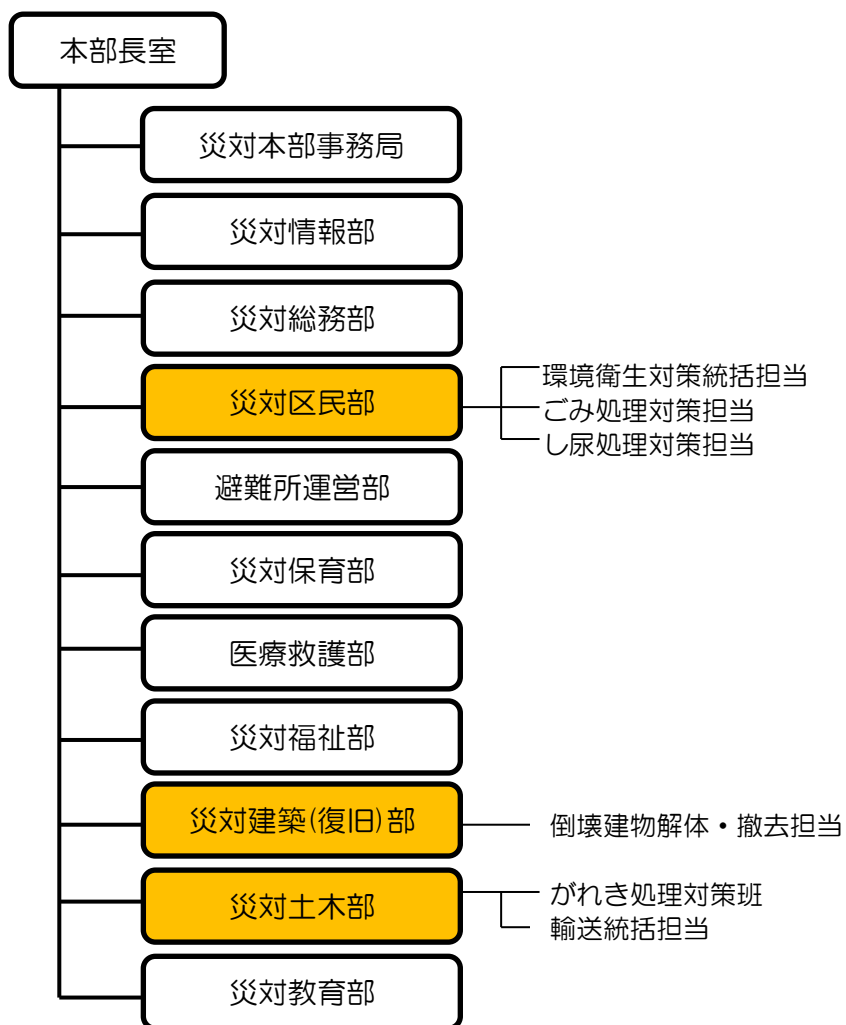 本部長室
災対本部事務局
災対情報部
災対総務部
災対区民部
環境衛生対策統括担当
ごみ処理対策担当
し尿処理対策担当
避難所運営部
災対保育部
医療救護部
災対福祉部
災対建築(復旧)部
倒壊建物解体・撤去担当
災対土木部
がれき処理対策班
輸送統括担当
災対教育部